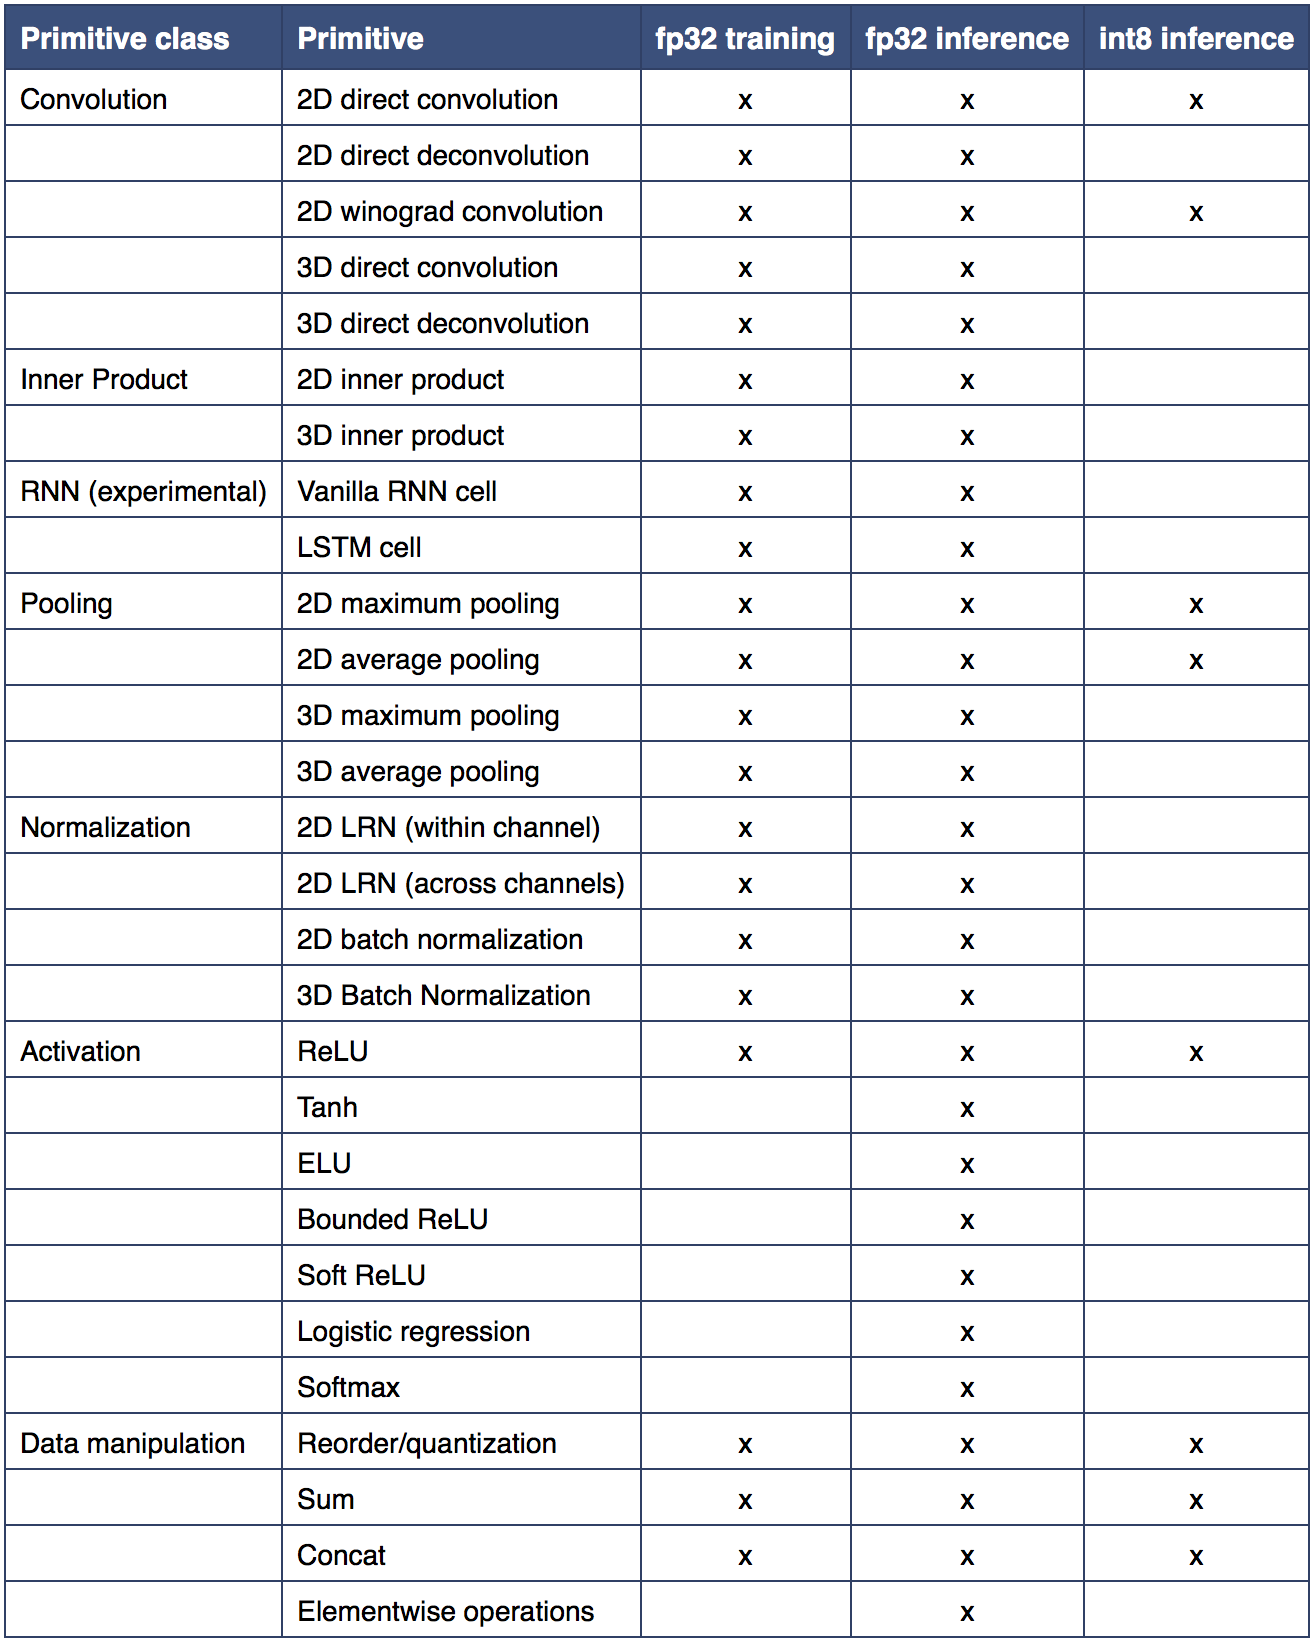 Primitive class Primitive fp32 training fp32 inference int8 inference
Convolution 2D direct convolution x x x
2D direct deconvolution x x
2D winograd convolution x x x
3D direct convolution x x
3D direct deconvolution x x
Inner Product 2D inner product x x
3D inner product x x
RNN (experimental) Vanilla RNN cell x x
LSTM cell x x
Pooling 2D maximum pooling x x x
2D average pooling x x x
3D maximum pooling x x
3D average pooling x x
Normalization 2D LRN (within channel) x x
2D LRN (across channels) x x
2D batch normalization x x
3D Batch Normalization x x
Activation ReLU x x x
Tanh x
ELU x
Bounded ReLU x
Soft ReLU x
Logistic regression x
Softmax x
Data manipulation Reorder/quantization x x x
Sum x x x
Concat x x x
Elementwise operations x